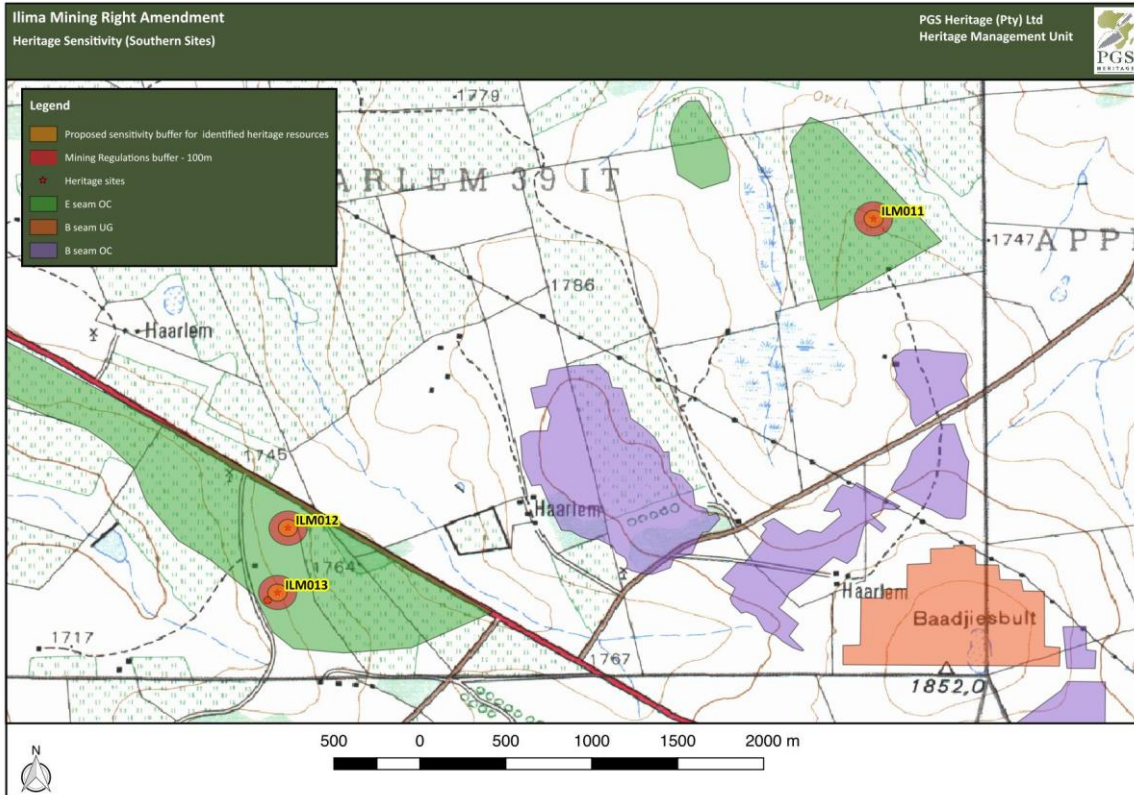 Ilima Mining Right Amendment
Heritage Sensitivity (Southern Sites)
PGS Heritage (Pty) Ltd
Heritage Management Unit
PGS
HERITAGE
Legend
Proposed sensitivity buffer for identified heritage resources
Mining Regulations buffer - 100m
Heritage sites
E seam OC
B seam UG
B seam OC
1779
1740
ARLEM 39 IT
ILM011
1747
APP
1786
Haarlem
1745
ILM012
Haarlem
1764
ILM013
Haarlem
Baadjiesbult
1717
1767
1852,0
N
500 0 500 1000 1500 2000 m